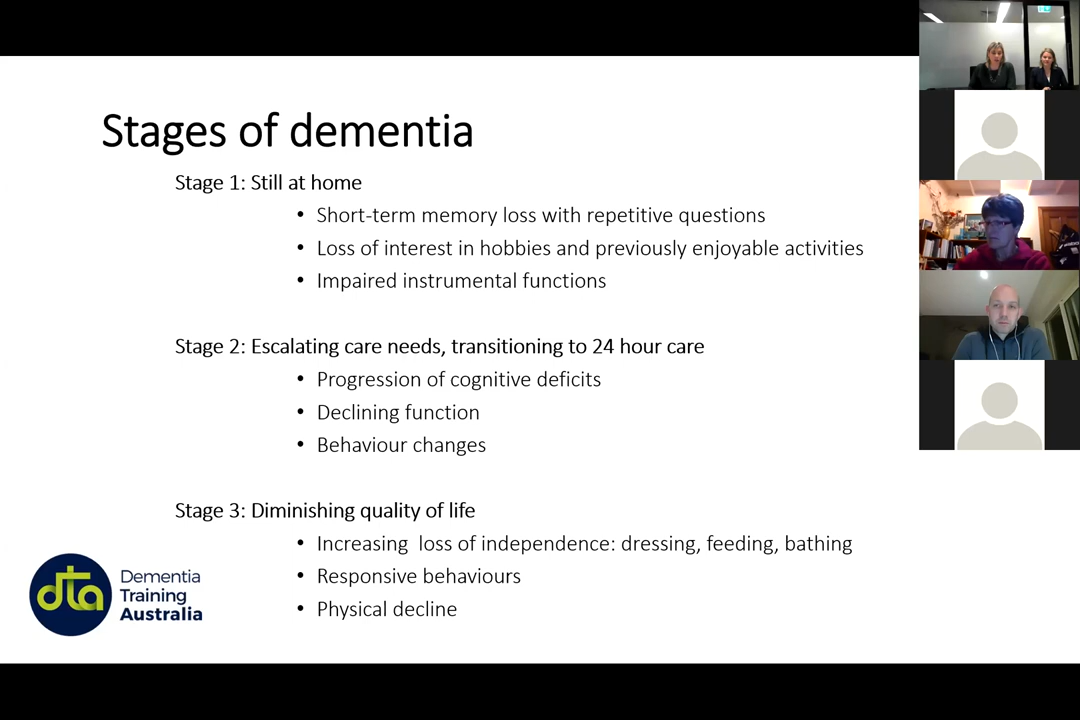 Stages of dementia
Stage 1: Still at home
• Short-term memory loss with repetitive questions
• Loss of interest in hobbies and previously enjoyable activities
• Impaired instrumental functions
Stage 2: Escalating care needs, transitioning to 24 hour care
• Progression of cognitive deficits
• Declining function
• Behaviour changes
Stage 3: Diminishing quality of life
• Increasing  loss of independence: dressing, feeding, bathing
• Responsive behaviours
• Physical decline
dta
Dementia
Training
Australia